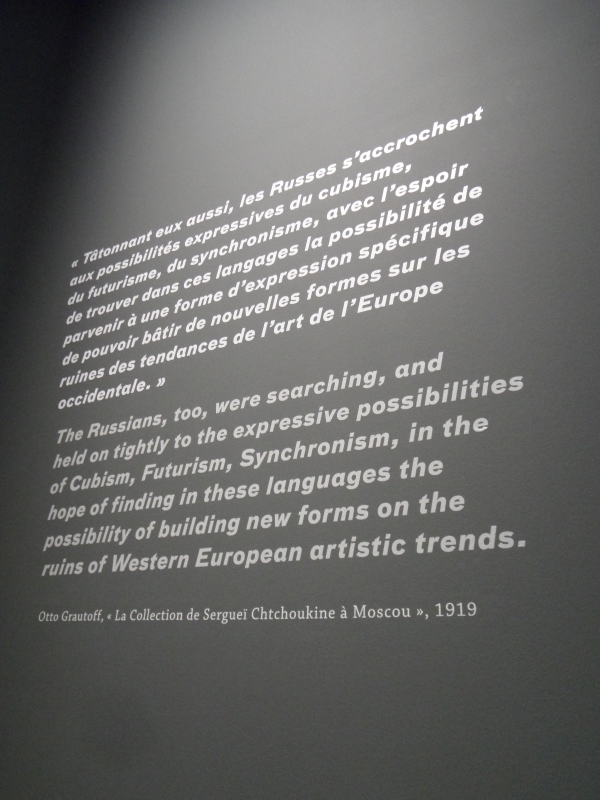 « Tâtonnant eux aussi, les Russes s'accrochent
aux possibilités expressives du cubisme,
du futurisme, du synchronisme, avec l'espoir
de trouver dans ces langages la possibilité de
parvenir à une forme d'expression spécifique
de pouvoir bâtir de nouvelles formes sur les
ruines des tendances de l'art de l'Europe
occidentale. »
The Russians, too, were searching, and
held on tightly to the expressive possibilities
of Cubism, Futurism, Synchronism, in the
hope of finding in these languages the
possibility of building new forms on the
ruins of Western European artistic trends.
Otto Grautoff, « La Collection de Sergueï Chtchoukine à Moscou », 1919